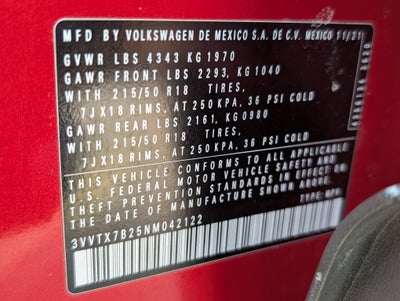 MFD BY VOLKSWAGEN DE MEXICO S.A. DE C.V. MEXICO 11/21
GVWR LBS 4343 KG 1970
GAWR FRONT LBS 2293, KG 1040
WITH 215/50 R18 TIRES,
7JX18 RIMS, AT 250 KPA, 36 PSI COLD
GAWR REAR LBS 2161, KG 0980
WITH 215/50 R18 TIRES,
7JX18 RIMS, AT 250 KPA, 36 PSI COLD
THIS VEHICLE CONFORMS TO ALL APPLICABLE
U.S. FEDERAL MOTOR VEHICLE SAFETY AND
THEFT PREVENTION STANDARDS IN EFFECT ON
THE DATE OF MANUFACTURE SHOWN ABOVE.
3VVTX7B25NM042122